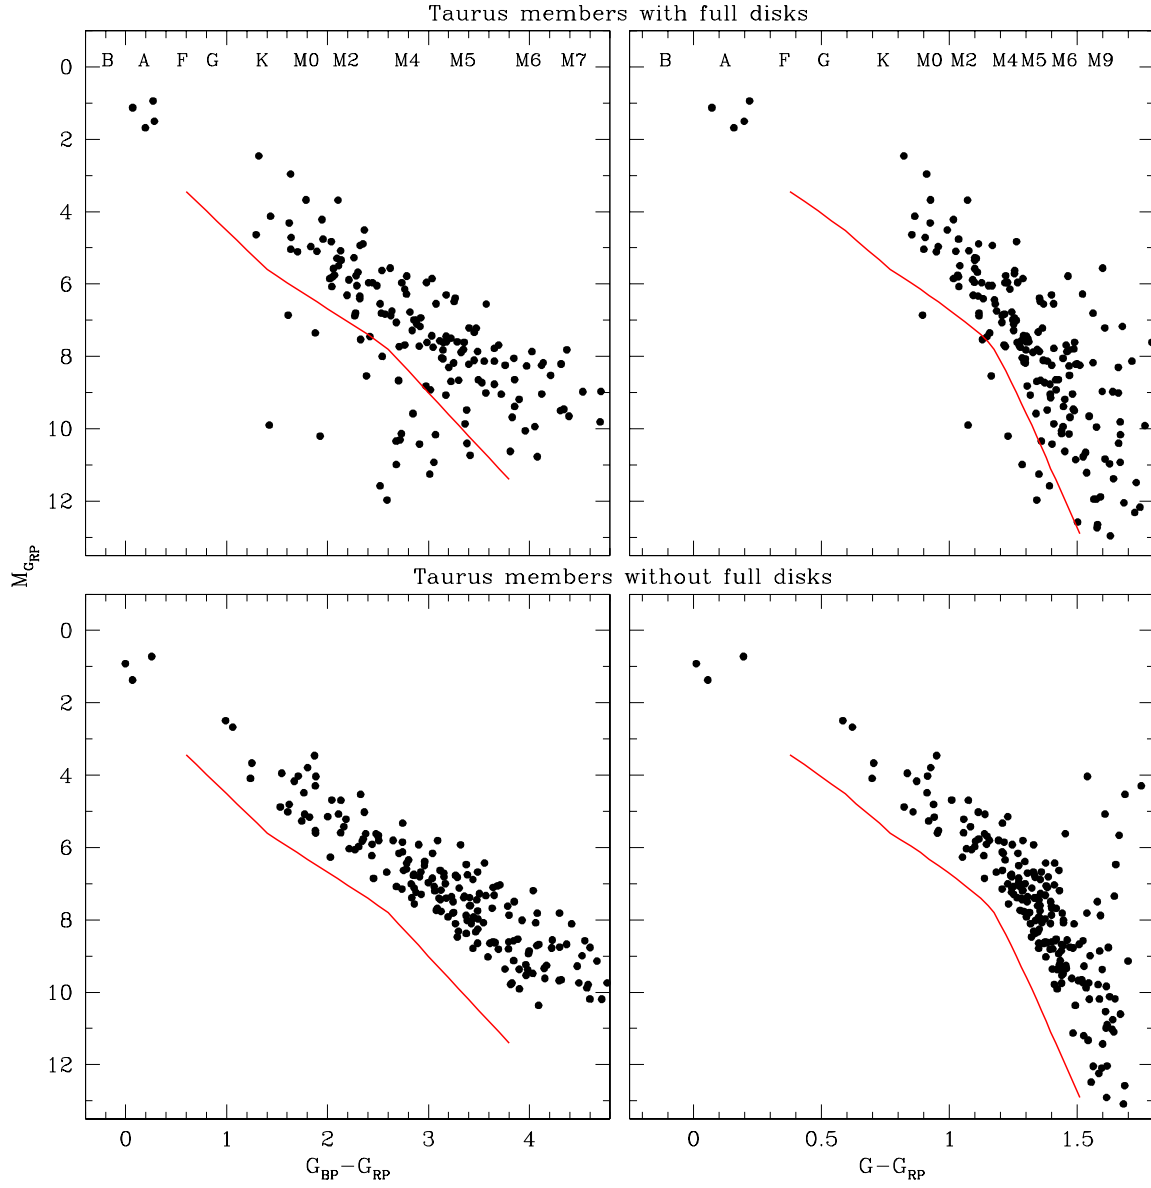 Taurus members with full disks
B A F G K M0 M2 M4 M5 M6 M7
B A F G K M0 M2 M4 M5 M6 M9
0
2
4
6
8
10
12
M_G_RP
Taurus members without full disks
0
2
4
6
8
10
12
0 1 2 3 4
0 0.5 1 1.5
G_BP−G_RP
G−G_RP